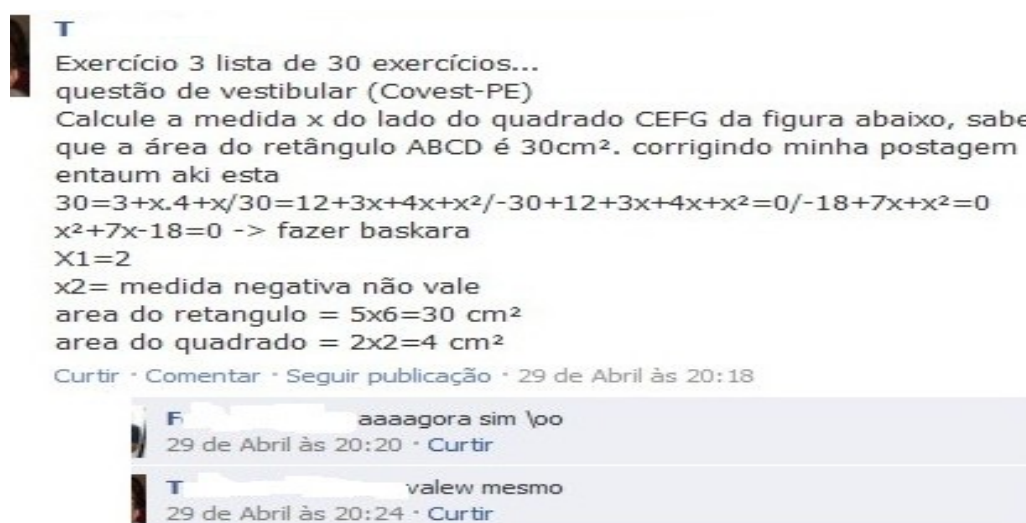 T
Exercício 3 lista de 30 exercícios...
questão de vestibular (Covest-PE)
Calcule a medida x do lado do quadrado CEFG da figura abaixo, sabe
que a área do retângulo ABCD é 30cm². corrigindo minha postagem
entaum aki esta
30=3+x.4+x/30=12+3x+4x+x²/-30+12+3x+4x+x²=0/-18+7x+x²=0
x²+7x-18=0 -> fazer baskara
X1=2
x2= medida negativa não vale
area do retangulo = 5x6=30 cm²
area do quadrado = 2x2=4 cm²
Curtir · Comentar · Seguir publicação · 29 de Abril às 20:18
F aaaagora sim \oo
29 de Abril às 20:20 · Curtir
T valew mesmo
29 de Abril às 20:24 · Curtir